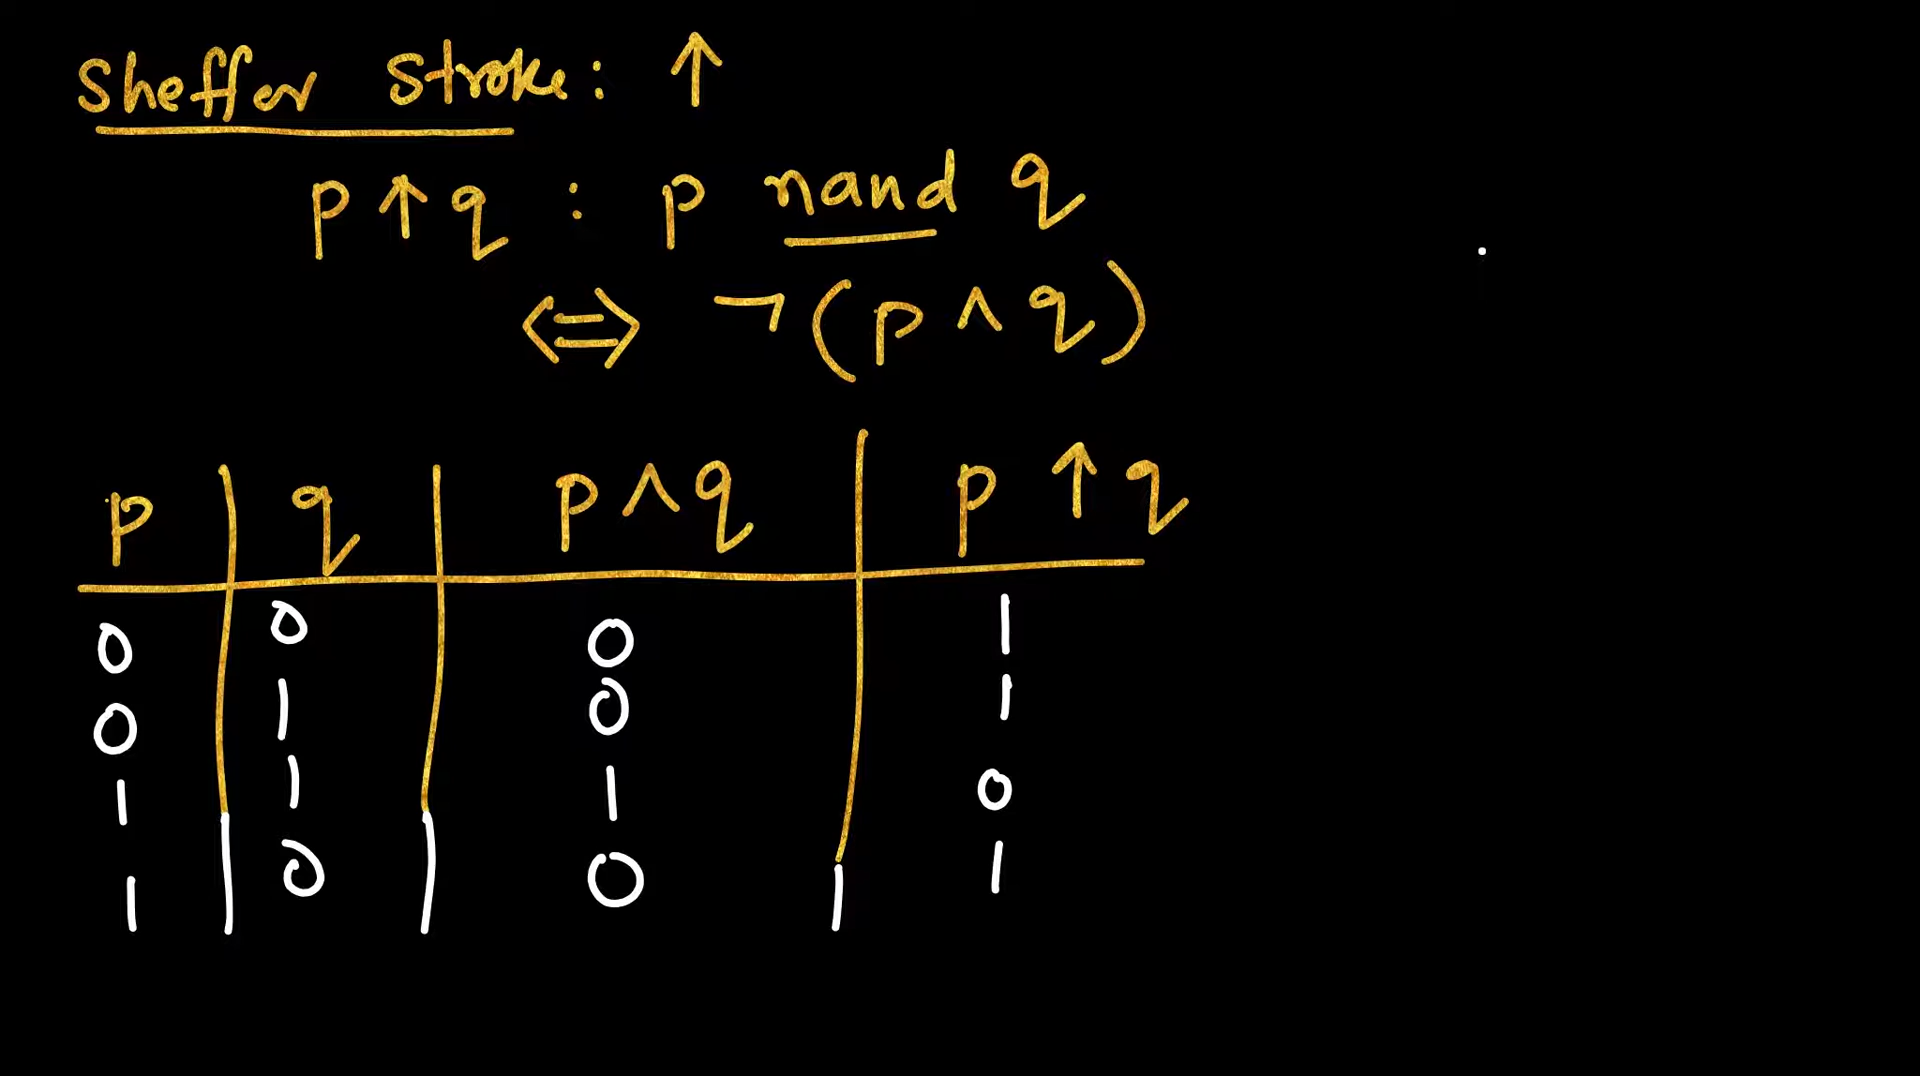 Sheffer Stroke: ↑
p ↑ q : p nand q
⇔ ¬(p ∧ q)
p q p ∧ q p ↑ q
0 0 0 1
0 1 0 1
1 1 1 0
1 0 0 1